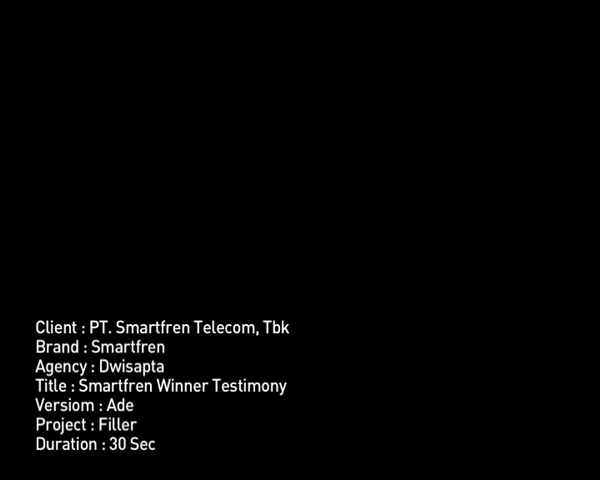 Client : PT. Smartfren Telecom, Tbk
Brand : Smartfren
Agency : Dwisapta
Title : Smartfren Winner Testimony
Versiom : Ade
Project : Filler
Duration : 30 Sec